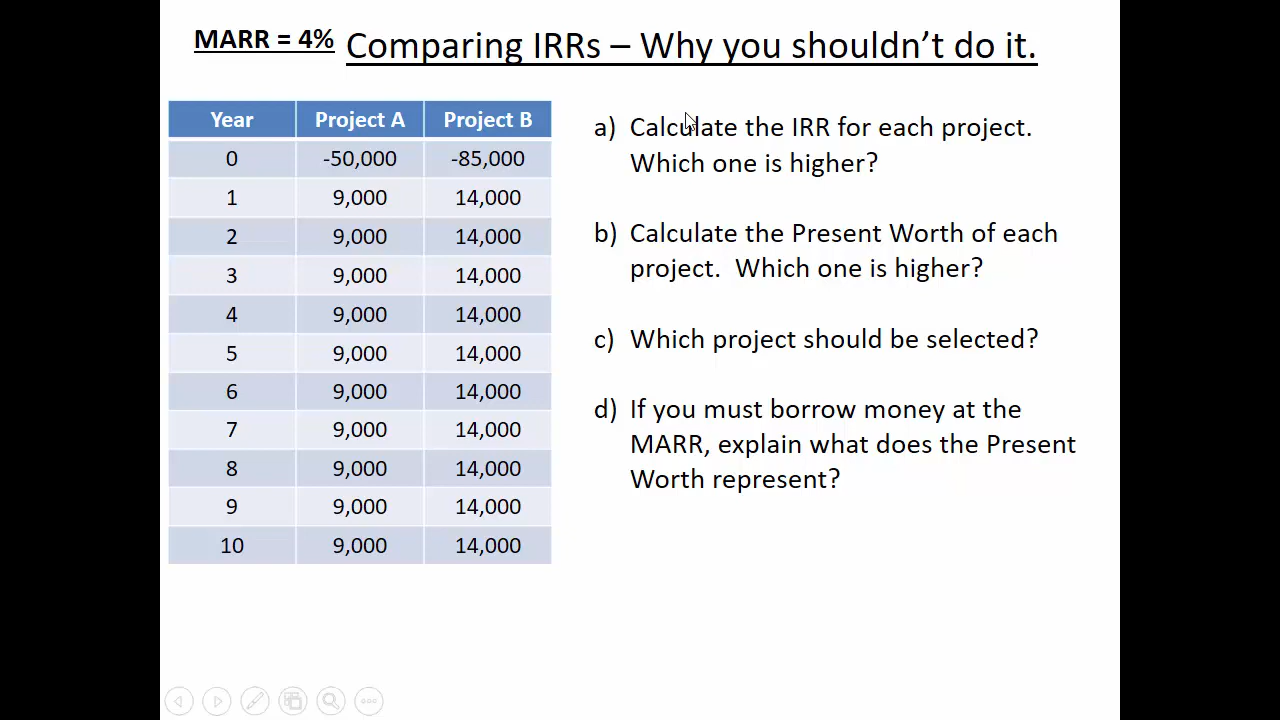 MARR = 4%
Comparing IRRs – Why you shouldn’t do it.
Year Project A Project B
0 -50,000 -85,000
1 9,000 14,000
2 9,000 14,000
3 9,000 14,000
4 9,000 14,000
5 9,000 14,000
6 9,000 14,000
7 9,000 14,000
8 9,000 14,000
9 9,000 14,000
10 9,000 14,000
a) Calculate the IRR for each project.
Which one is higher?
b) Calculate the Present Worth of each
project. Which one is higher?
c) Which project should be selected?
d) If you must borrow money at the
MARR, explain what does the Present
Worth represent?